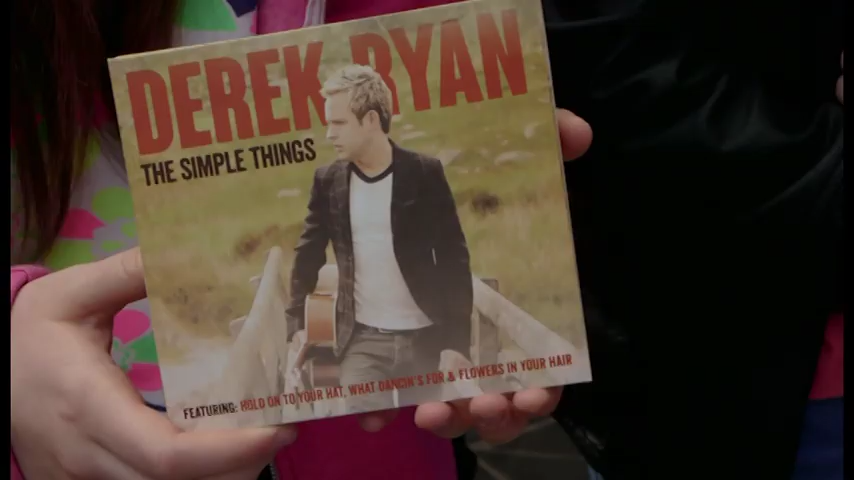 DEREK RYAN
THE SIMPLE THINGS
FEATURING: HOLD ON TO YOUR HAT, WHAT DANCIN'S FOR & FLOWERS IN YOUR HAIR